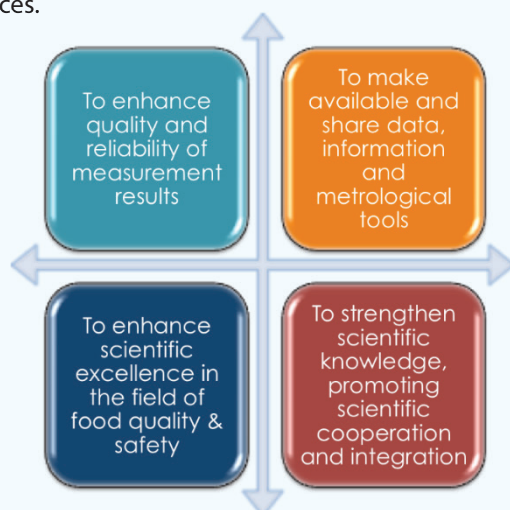 ces.
To enhance
quality and
reliability of
measurement
results
To make
available and
share data,
information
and
metrological
tools
To enhance
scientific
excellence in
the field of
food quality &
safety
To strengthen
scientific
knowledge,
promoting
scientific
cooperation
and integration